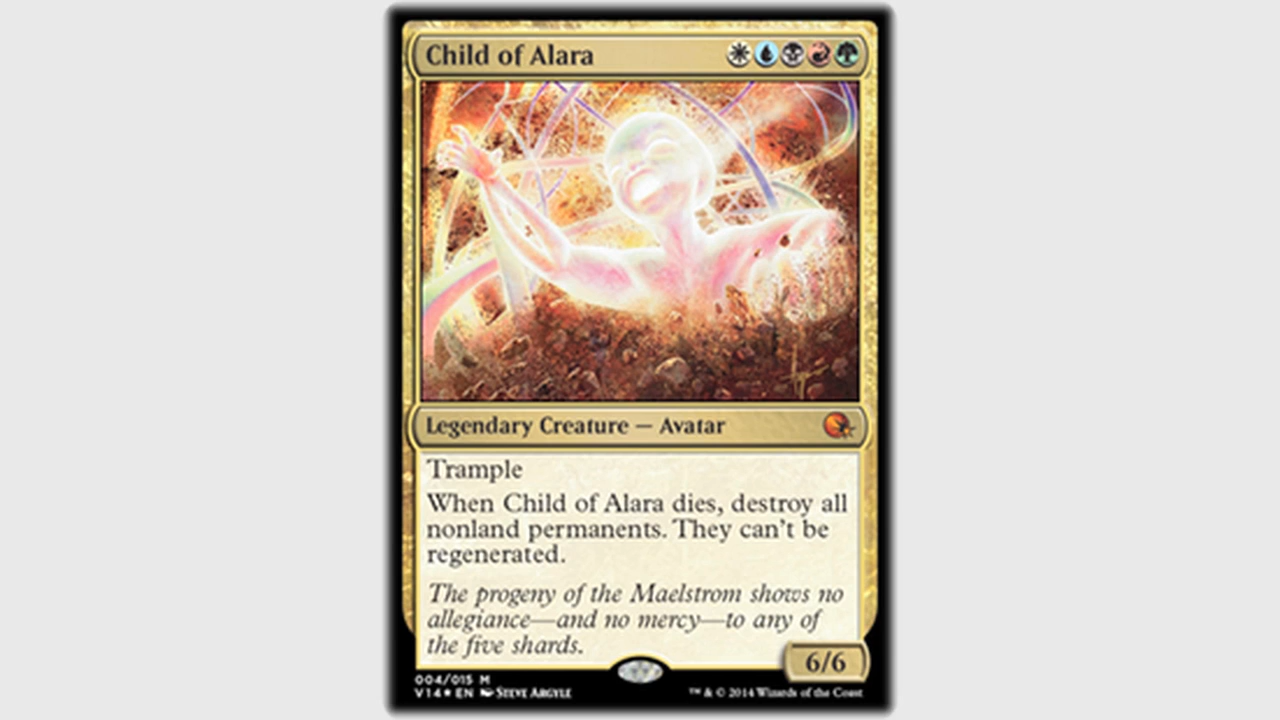 Child of Alara
Legendary Creature — Avatar
Trample
When Child of Alara dies, destroy all
nonland permanents. They can't be
regenerated.
The progeny of the Maelstrom shows no
allegiance—and no mercy—to any of
the five shards.
6/6
004/015 M
V14★EN Steve Argyle
™ & © 2014 Wizards of the Coast